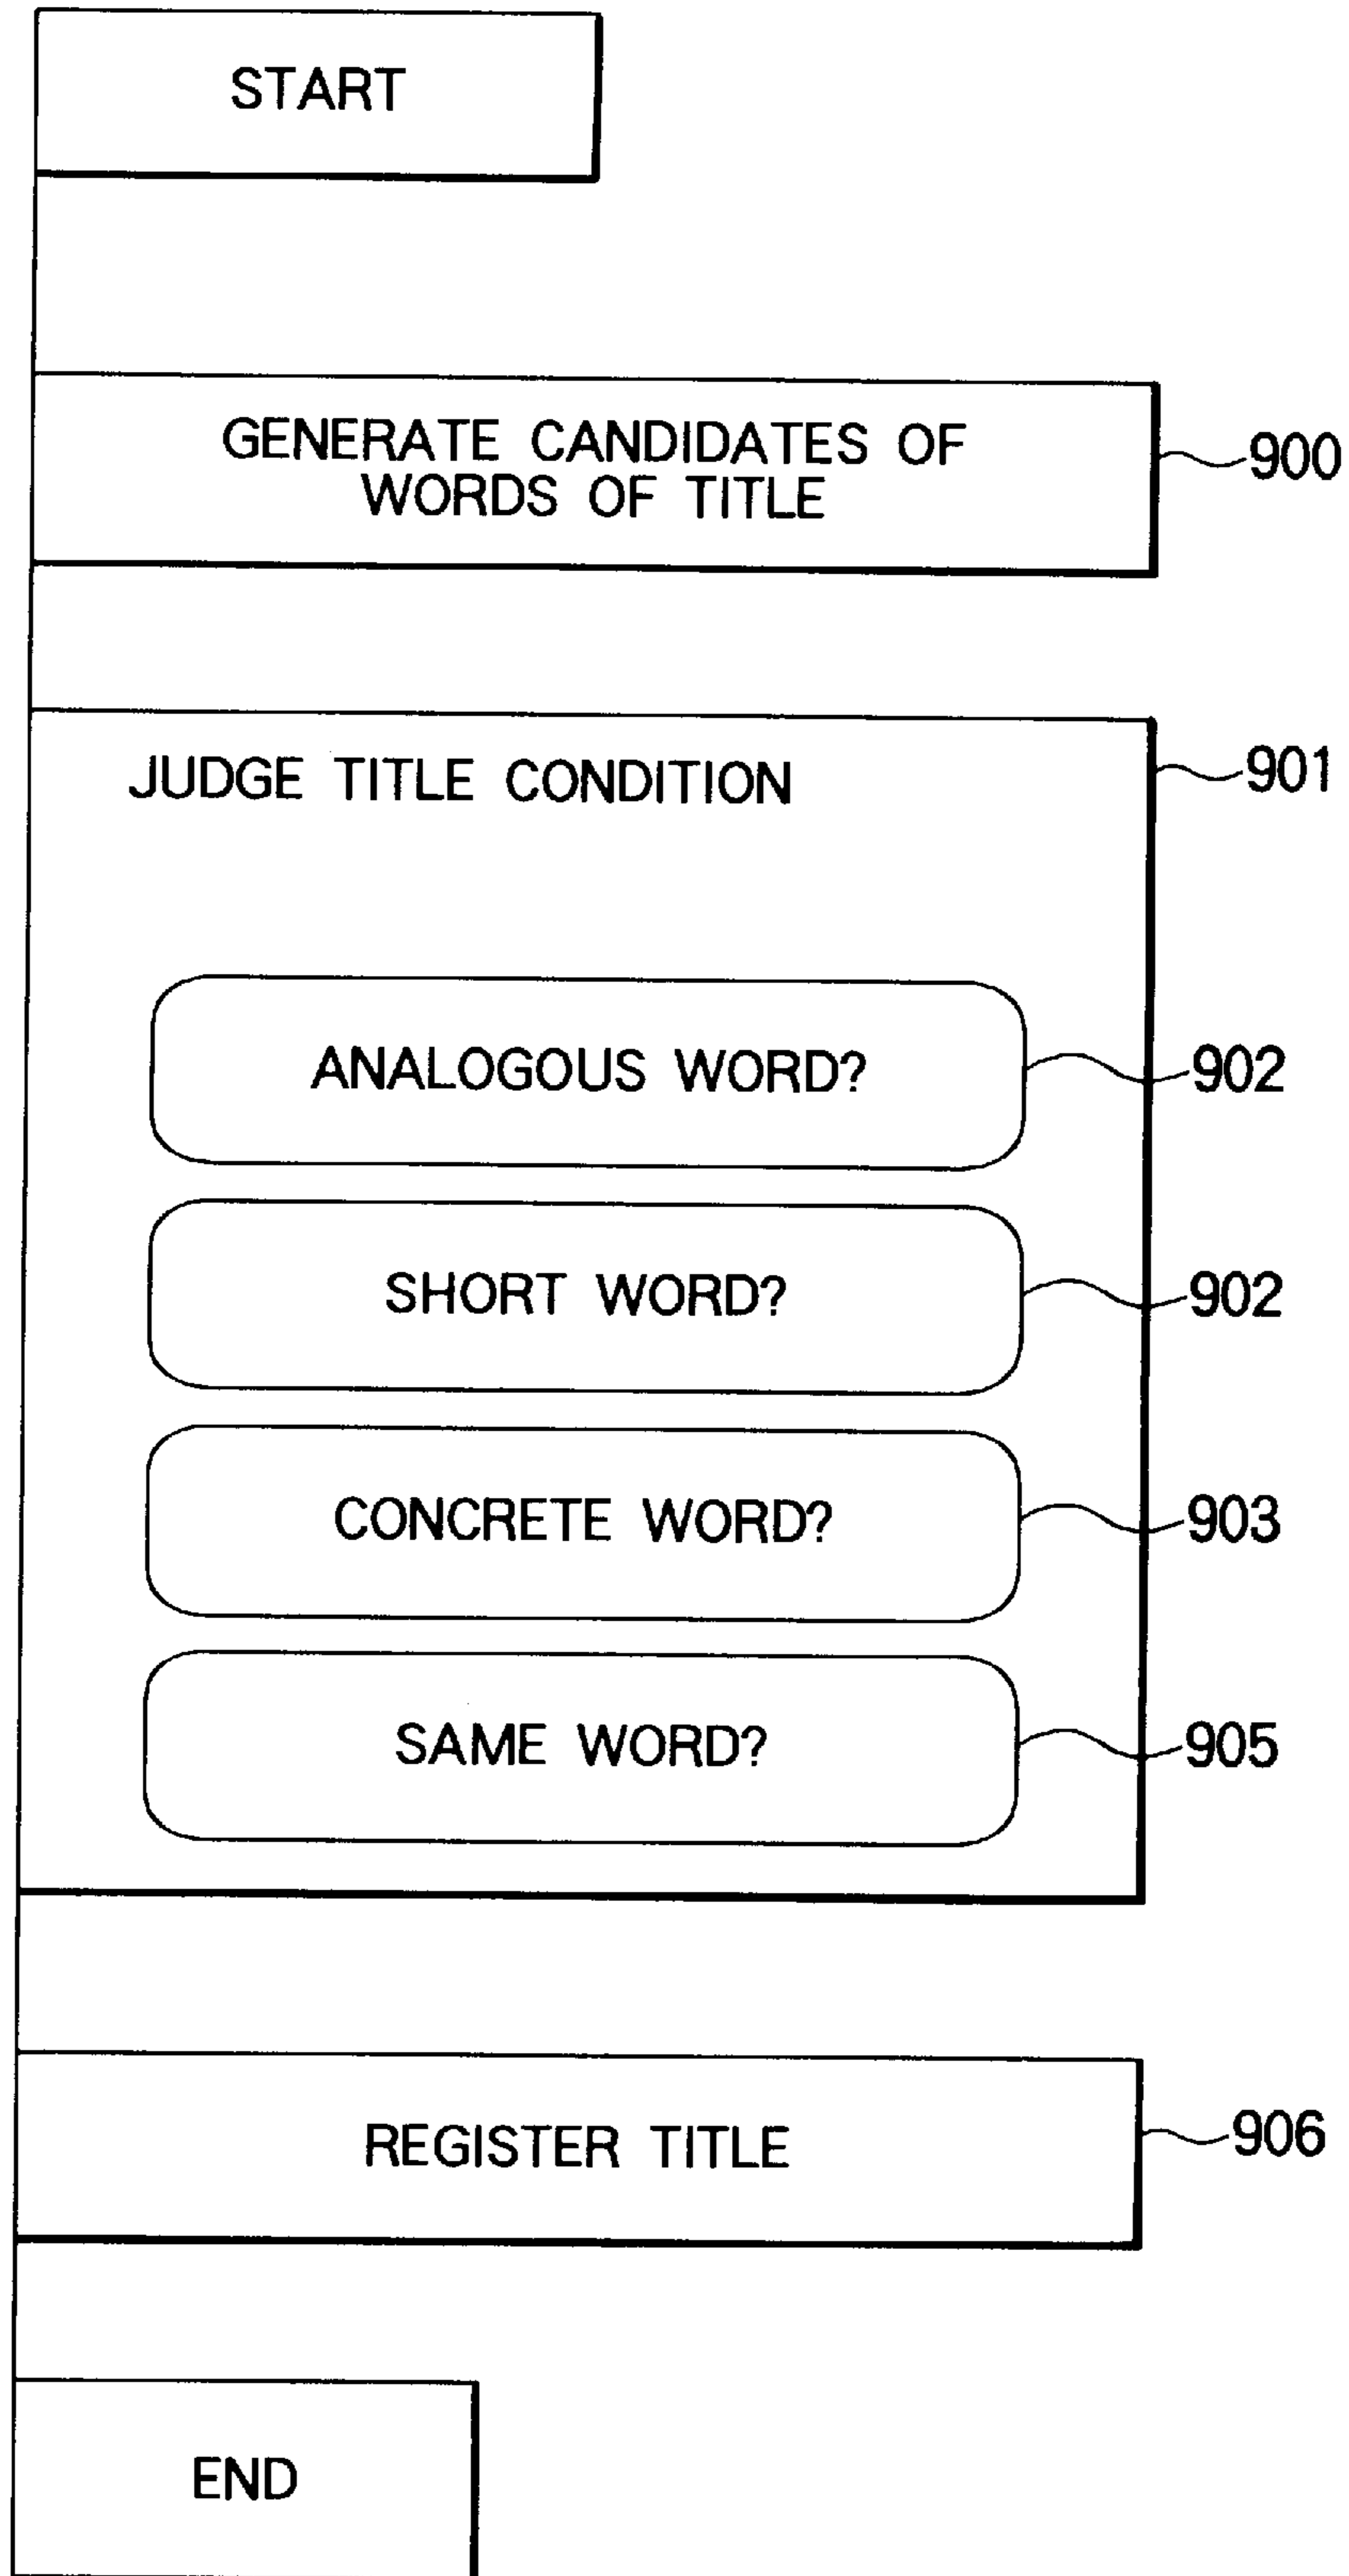 START
GENERATE CANDIDATES OF
WORDS OF TITLE
900
JUDGE TITLE CONDITION
901
ANALOGOUS WORD?
902
SHORT WORD?
902
CONCRETE WORD?
903
SAME WORD?
905
REGISTER TITLE
906
END